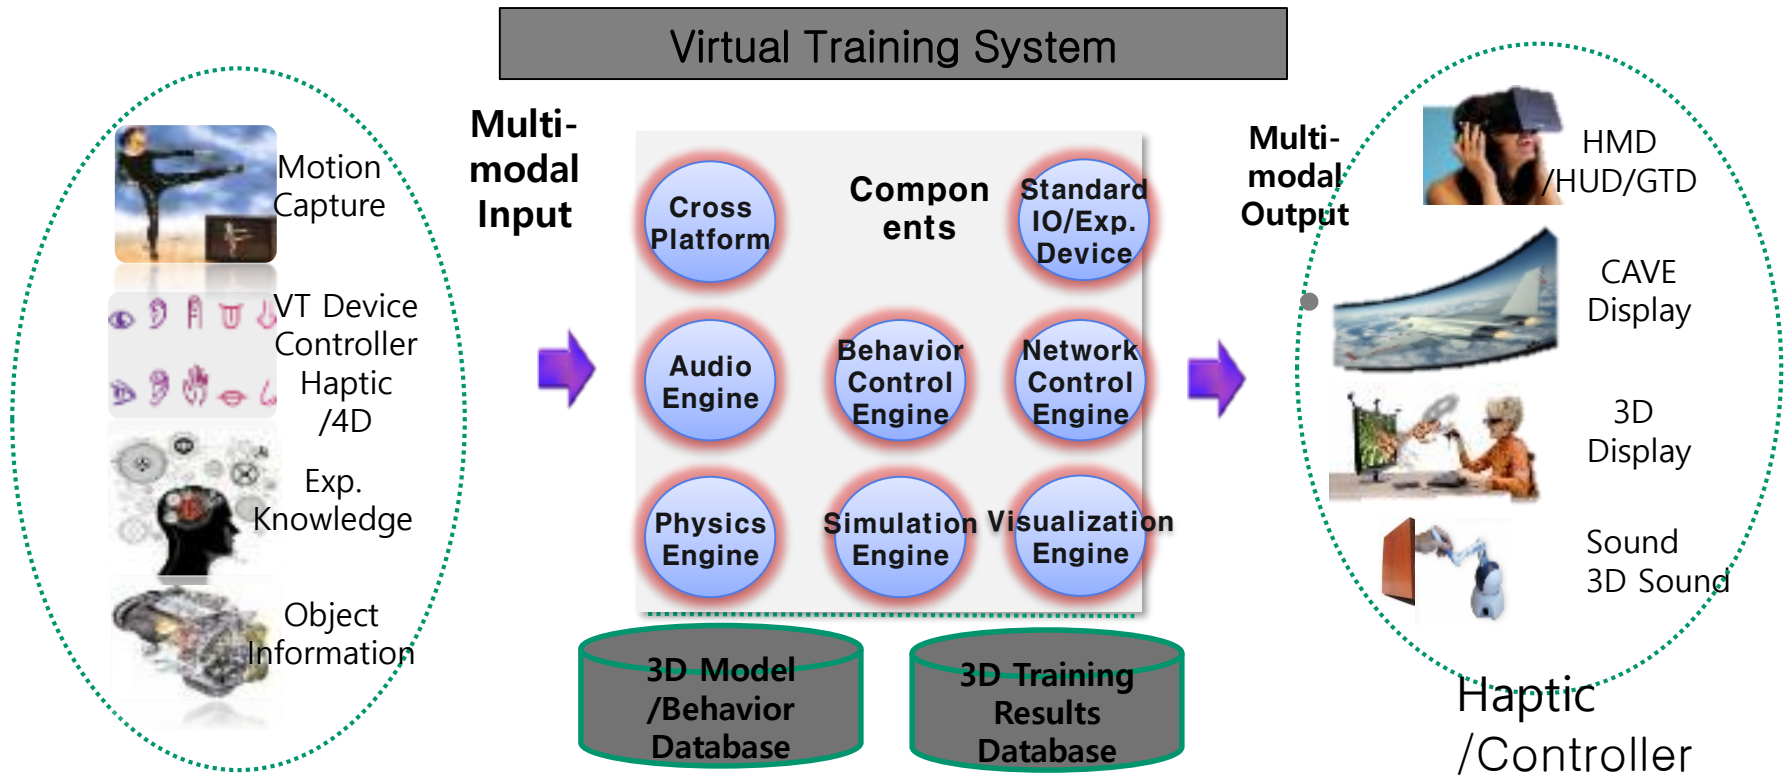 Virtual Training System
Multi-
modal
Input
Motion
Capture
VT Device
Controller
Haptic
/4D
Exp.
Knowledge
Object
Information
Compon
ents
Cross
Platform
Standard
IO/Exp.
Device
Audio
Engine
Behavior
Control
Engine
Network
Control
Engine
Physics
Engine
Simulation
Engine
Visualization
Engine
3D Model
/Behavior
Database
3D Training
Results
Database
Multi-
modal
Output
HMD
/HUD/GTD
CAVE
Display
3D
Display
Sound
3D Sound
Haptic
/Controller